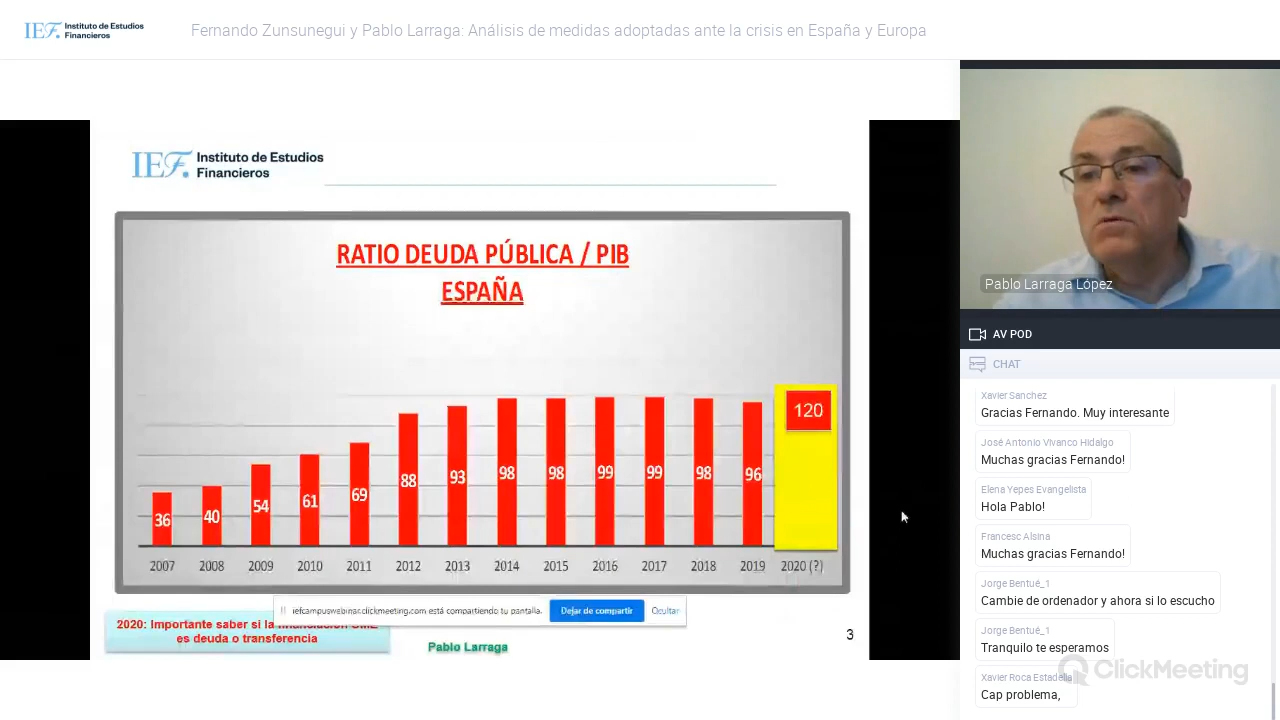 IEF. Instituto de Estudios
Financieros
Fernando Zunsunegui y Pablo Larraga: Análisis de medidas adoptadas ante la crisis en España y Europa
IEF. Instituto de Estudios
Financieros
RATIO DEUDA PÚBLICA / PIB
ESPAÑA
36 40 54 61 69 88 93 98 98 99 99 98 96 120
2007 2008 2009 2010 2011 2012 2013 2014 2015 2016 2017 2018 2019 2020 (?)
iefcampuswebinar.clickmeeting.com está compartiendo tu pantalla. Dejar de compartir Ocultar
2020: Importante saber si la financiación
es deuda o transferencia
Pablo Larraga
3
Pablo Larraga López
AV POD
CHAT
Xavier Sanchez
Gracias Fernando. Muy interesante
José Antonio Vivanco Hidalgo
Muchas gracias Fernando!
Elena Yepes Evangelista
Hola Pablo!
Francesc Alsina
Muchas gracias Fernando!
Jorge Bentué_1
Cambie de ordenador y ahora si lo escucho
Jorge Bentué_1
Tranquilo te esperamos
Xavier Roca Estadella
Cap problema,
ClickMeeting